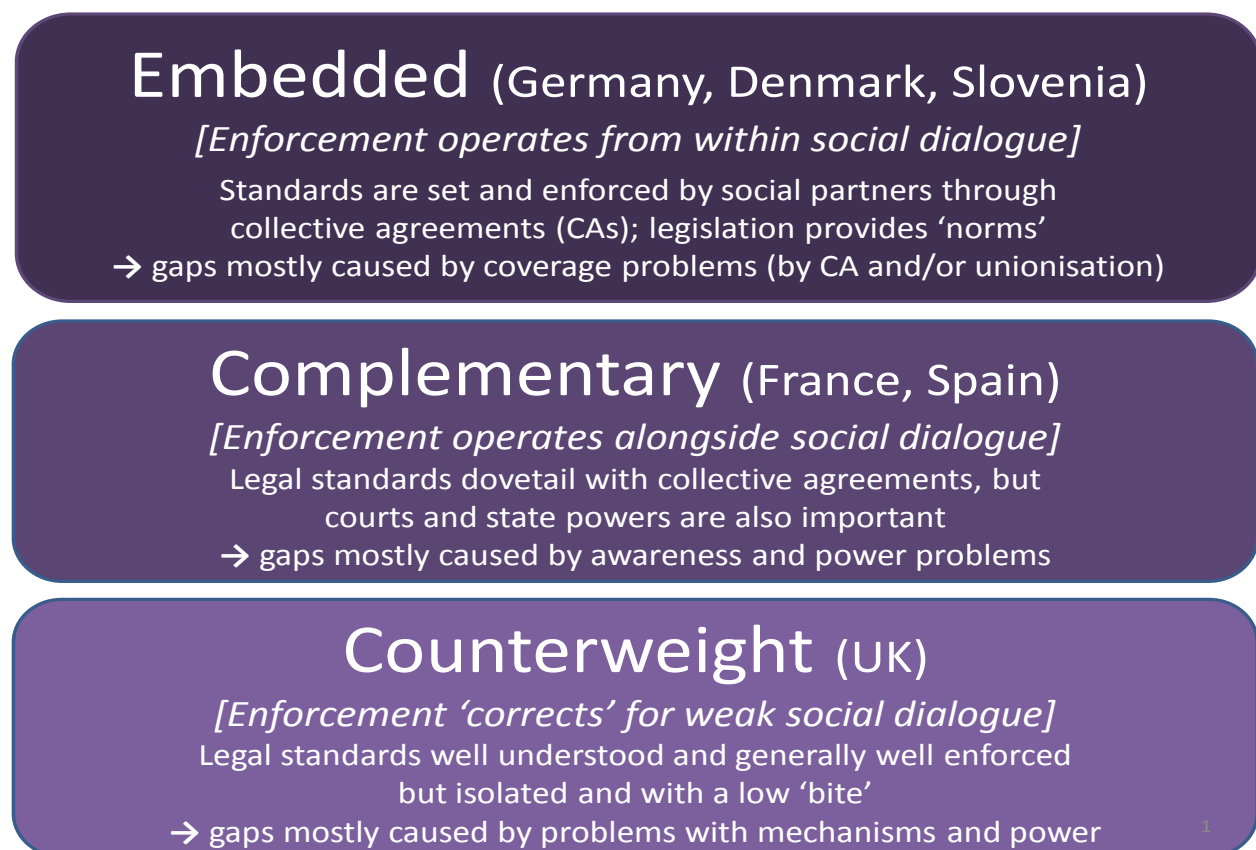 Embedded (Germany, Denmark, Slovenia)
[Enforcement operates from within social dialogue]
Standards are set and enforced by social partners through
collective agreements (CAs); legislation provides ‘norms’
→ gaps mostly caused by coverage problems (by CA and/or unionisation)
Complementary (France, Spain)
[Enforcement operates alongside social dialogue]
Legal standards dovetail with collective agreements, but
courts and state powers are also important
→ gaps mostly caused by awareness and power problems
Counterweight (UK)
[Enforcement ‘corrects’ for weak social dialogue]
Legal standards well understood and generally well enforced
but isolated and with a low ‘bite’
→ gaps mostly caused by problems with mechanisms and power
1